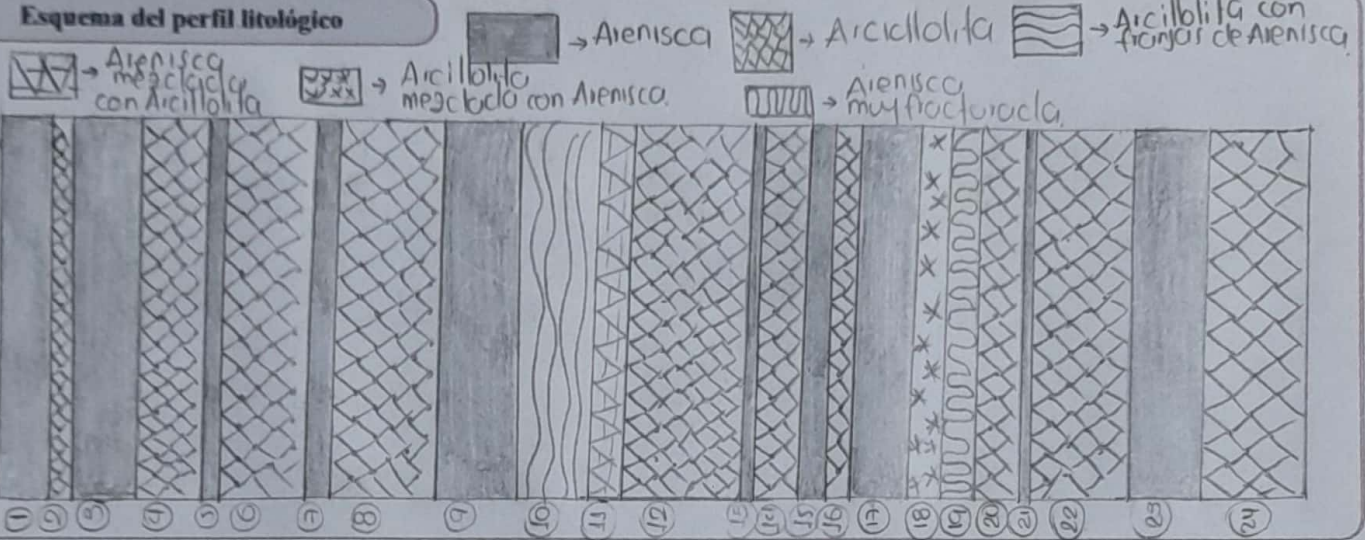 Esquema del perfil litológico
→ Arenisca
→ Arcicllolita
→ Arcillolita con
franjas de Arenisca
→ Arenisca
mezclada
con Arcillolita
→ Arcillolita
mezclado con Arenisca.
→ Arenisca
muy fracturada.
1 2 3 4 5 6 7 8 9 10 11 12 13 14 15 16 17 18 19 20 21 22 23 24